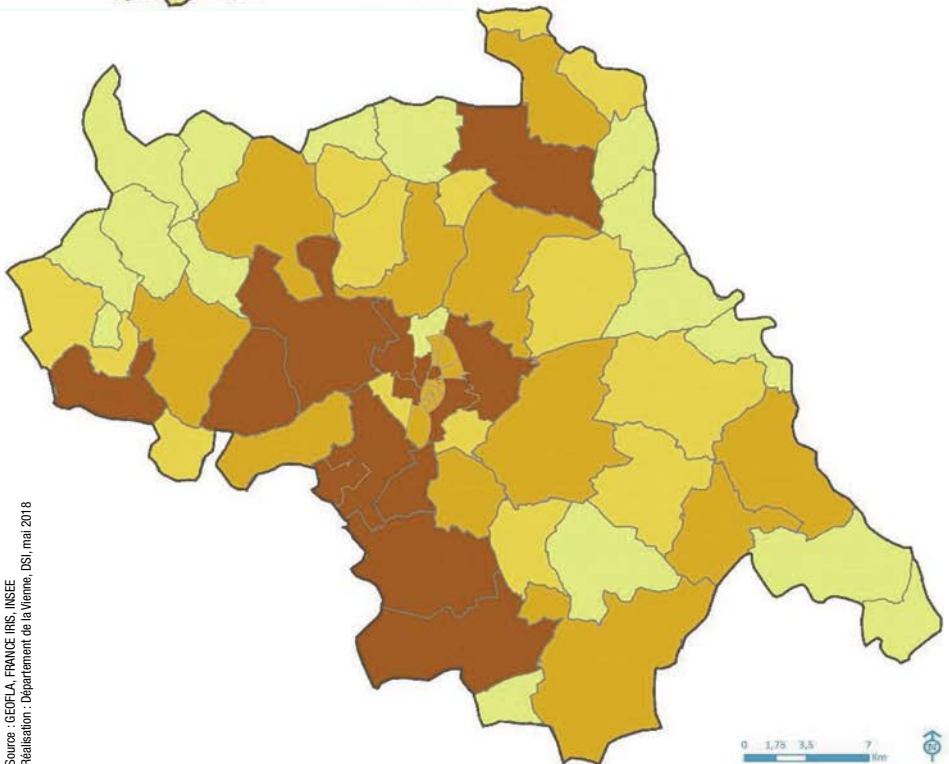 Source : GEOFLA, FRANCE IRIS, INSEE
Réalisation : Département de la Vienne, DSI, mai 2018
0 1,75 3,5 7
Km
N